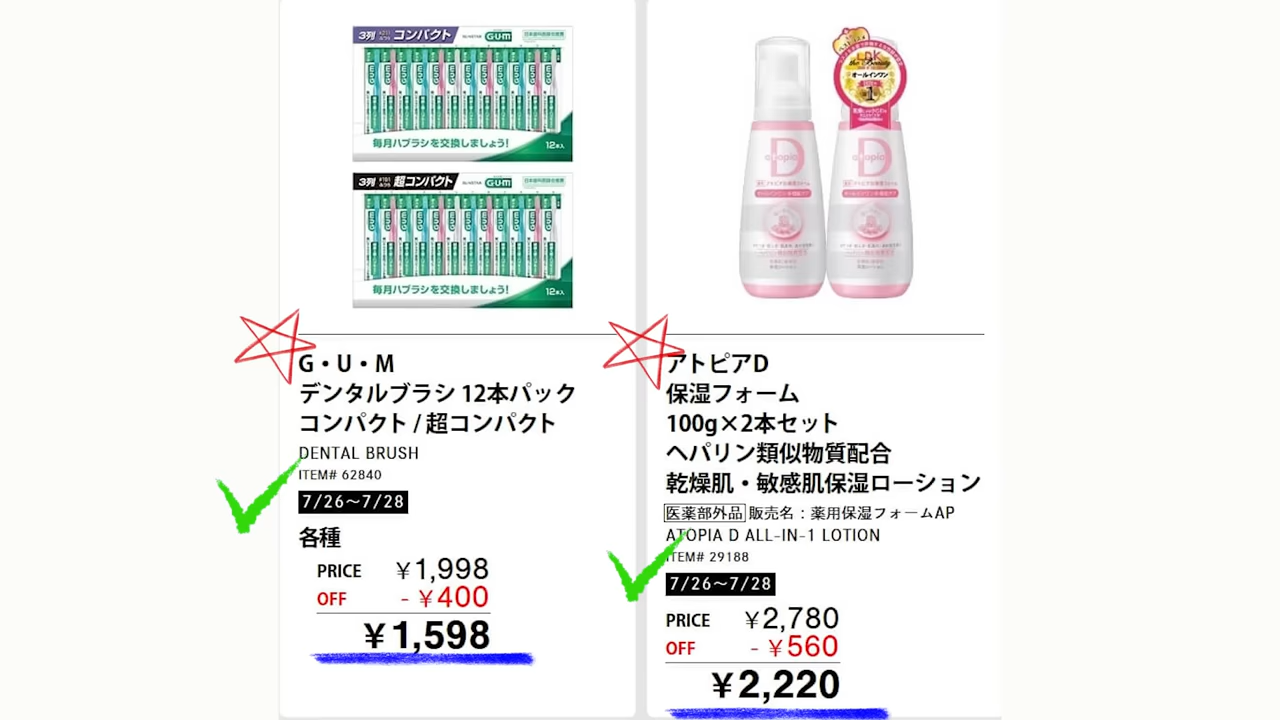 3列 コンパクト GUM
毎月ハブラシを交換しましょう! 12本入
3列 超コンパクト GUM
毎月ハブラシを交換しましょう! 12本入
G・U・M
デンタルブラシ 12本パック
コンパクト / 超コンパクト
DENTAL BRUSH
ITEM# 62840
7/26～7/28
各種
PRICE ￥1,998
OFF - ￥400
￥1,598
LDK
the Beauty
オールインワン
1
D
atopia
D
atopia
アトピアD
保湿フォーム
100g×2本セット
ヘパリン類似物質配合
乾燥肌・敏感肌保湿ローション
医薬部外品 販売名：薬用保湿フォームAP
ATOPIA D ALL-IN-1 LOTION
ITEM# 29188
7/26～7/28
PRICE ￥2,780
OFF - ￥560
￥2,220